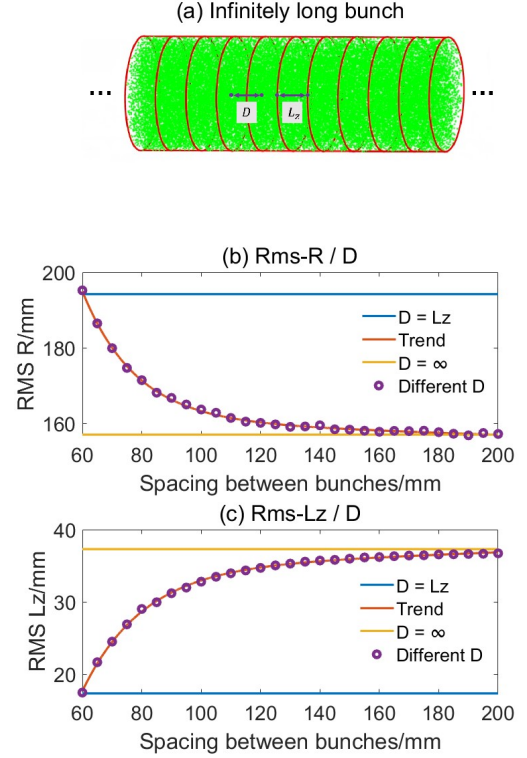 (a) Infinitely long bunch
... D L_z ...
(b) Rms-R / D
200
180
160
RMS R/mm
D = Lz
Trend
D = ∞
Different D
60 80 100 120 140 160 180 200
Spacing between bunches/mm
(c) Rms-Lz / D
40
30
20
RMS Lz/mm
D = Lz
Trend
D = ∞
Different D
60 80 100 120 140 160 180 200
Spacing between bunches/mm